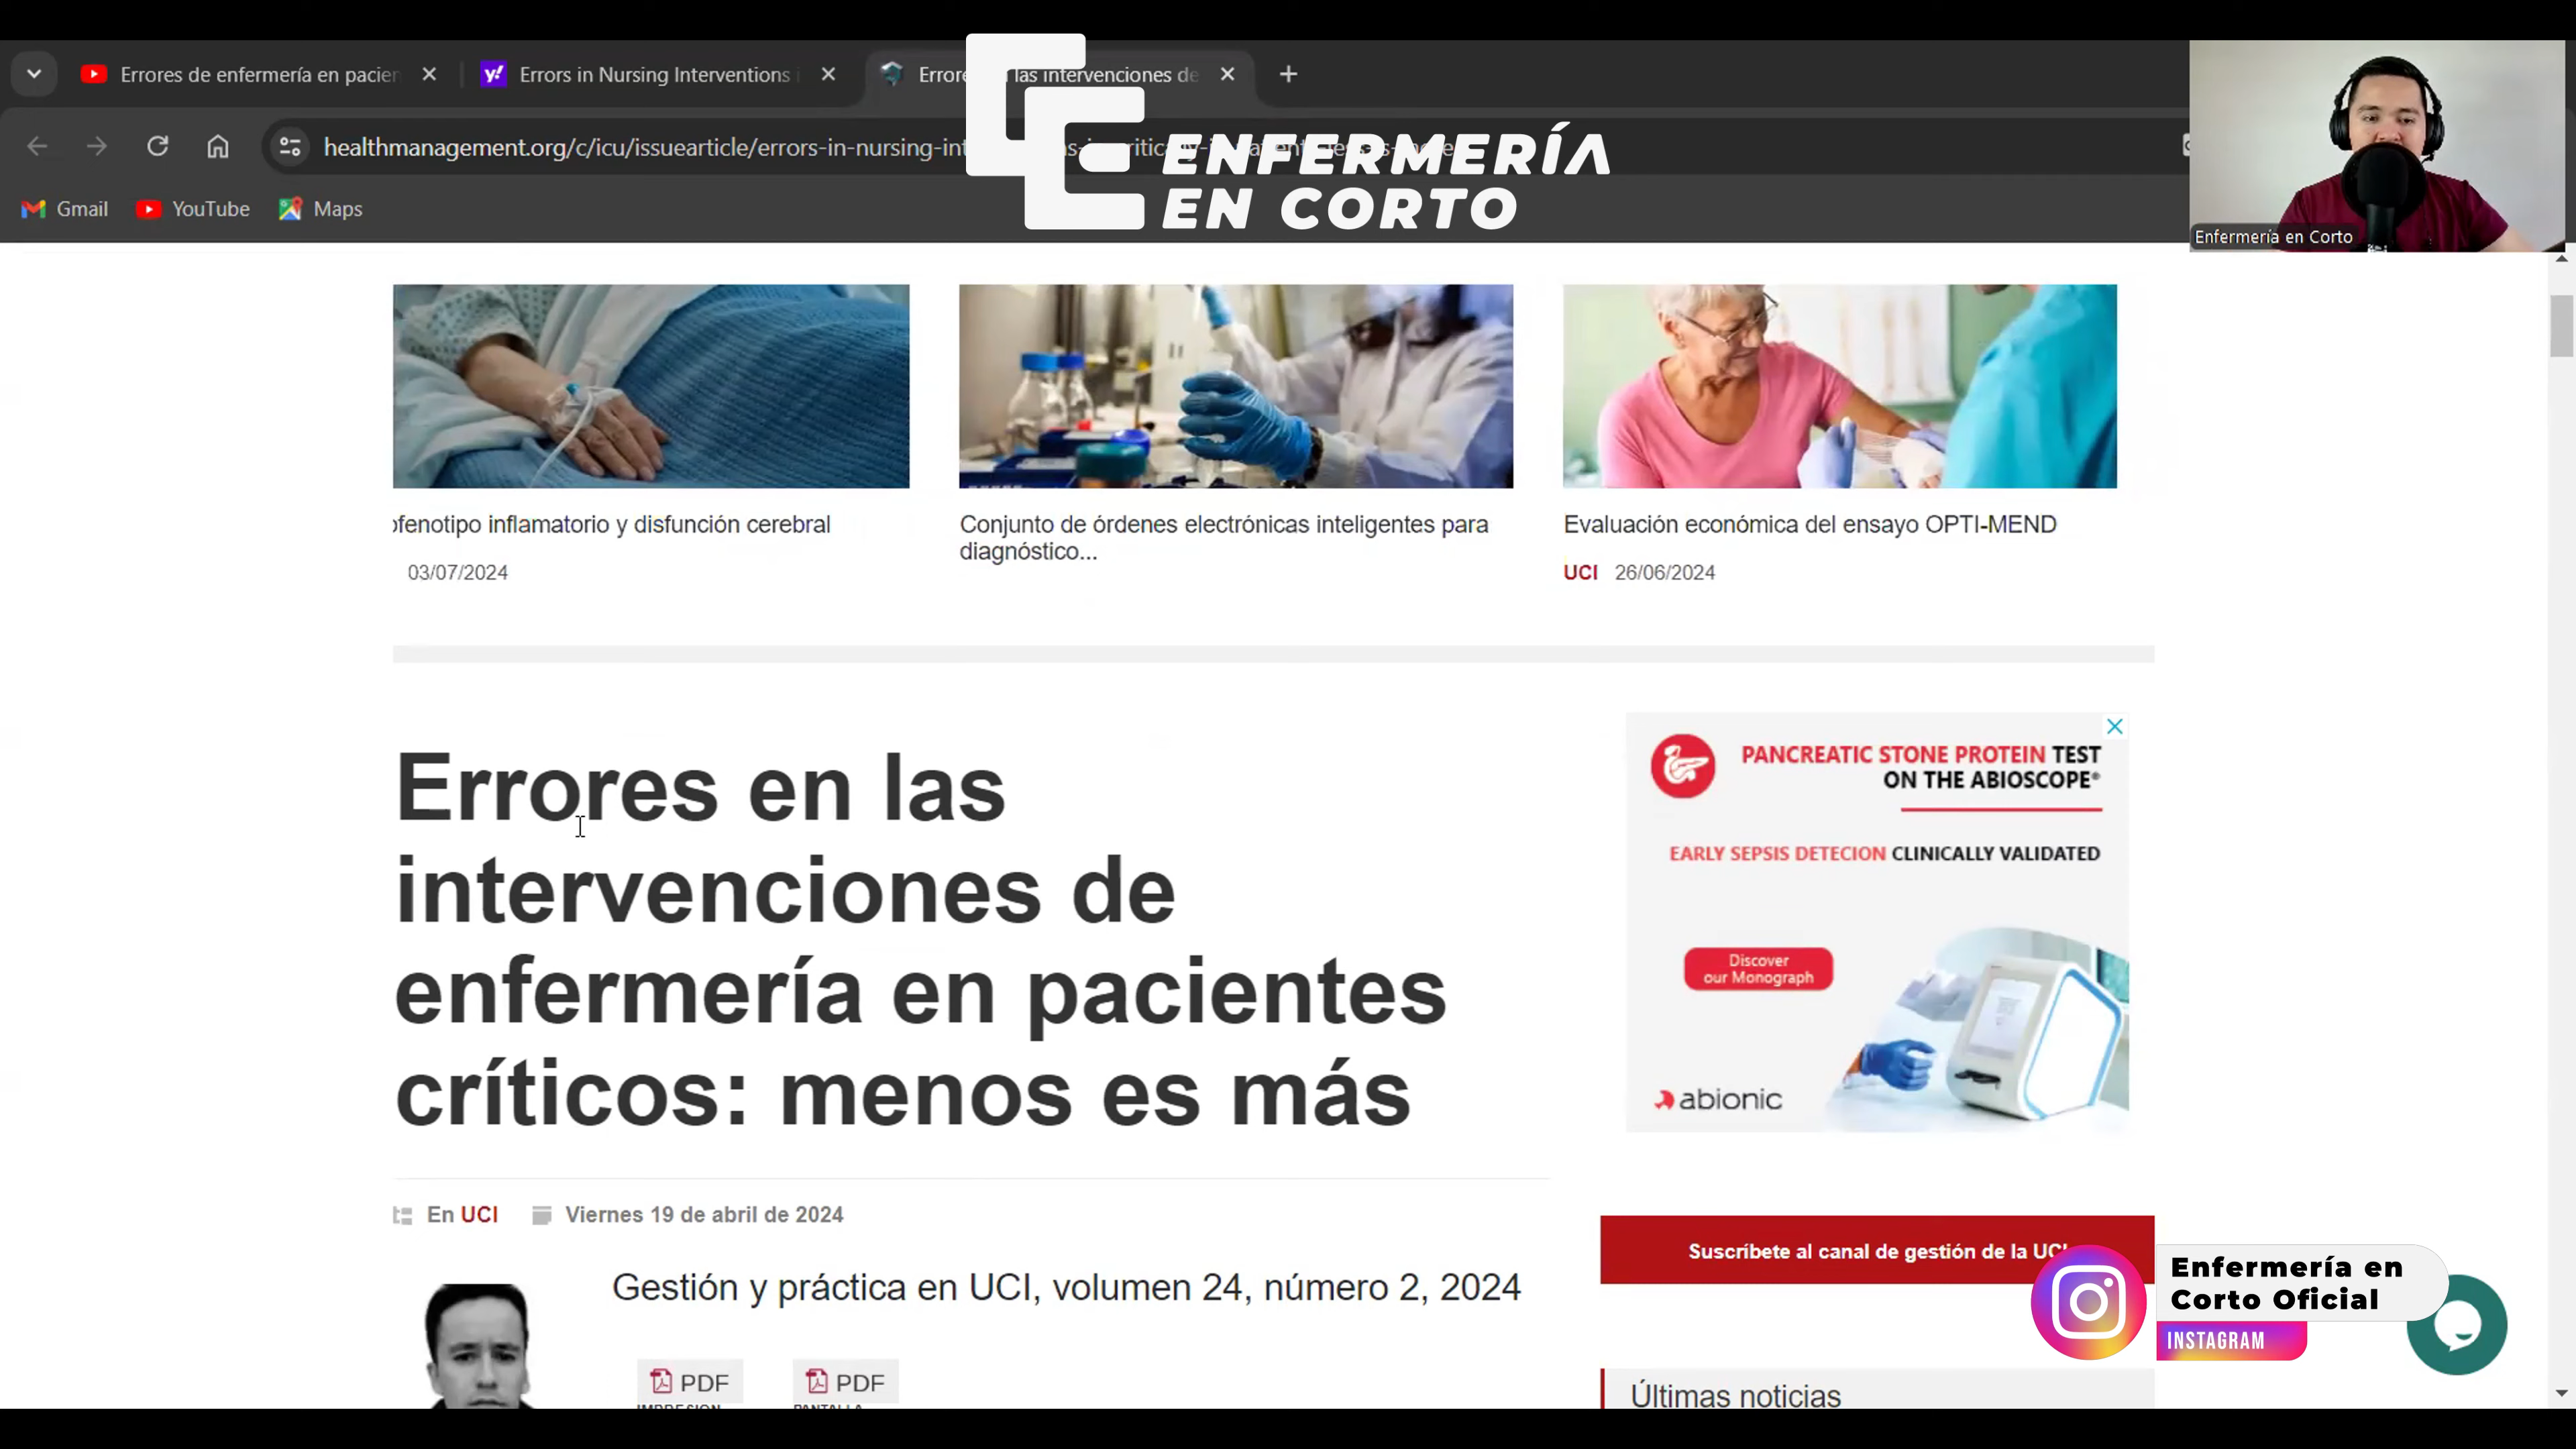 Errores de enfermería en pacien
Errors in Nursing Interventions i
Errore
las intervenciones de
healthmanagement.org/c/icu/issuearticle/errors-in-nursing-int
ENFERMERÍA
EN CORTO
Gmail
YouTube
Maps
Enfermería en Corto
ofenotipo inflamatorio y disfunción cerebral
03/07/2024
Conjunto de órdenes electrónicas inteligentes para
diagnóstico...
Evaluación económica del ensayo OPTI-MEND
UCI 26/06/2024
Errores en las
intervenciones de
enfermería en pacientes
críticos: menos es más
En UCI
Viernes 19 de abril de 2024
Gestión y práctica en UCI, volumen 24, número 2, 2024
PDF
PDF
PANCREATIC STONE PROTEIN TEST
ON THE ABIOSCOPE®
EARLY SEPSIS DETECION CLINICALLY VALIDATED
Discover
our Monograph
abionic
Suscríbete al canal de gestión de la UCI
Enfermería en
Corto Oficial
INSTAGRAM
Últimas noticias